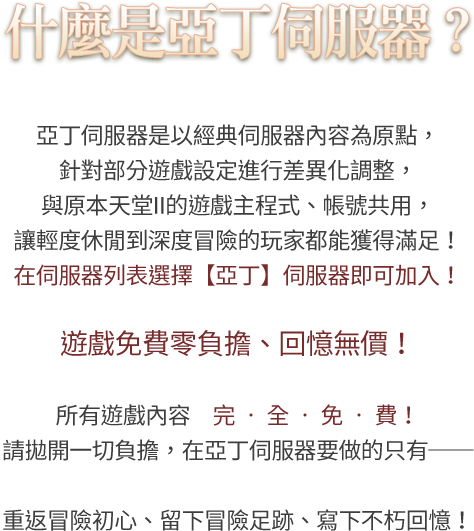 什麼是亞丁伺服器？
亞丁伺服器是以經典伺服器內容為原點，
針對部分遊戲設定進行差異化調整，
與原本天堂II的遊戲主程式、帳號共用，
讓輕度休閒到深度冒險的玩家都能獲得滿足！
在伺服器列表選擇【亞丁】伺服器即可加入！
遊戲免費零負擔、回憶無價！
所有遊戲內容　完 ‧ 全 ‧ 免 ‧ 費！
請拋開一切負擔，在亞丁伺服器要做的只有──
重返冒險初心、留下冒險足跡、寫下不朽回憶！